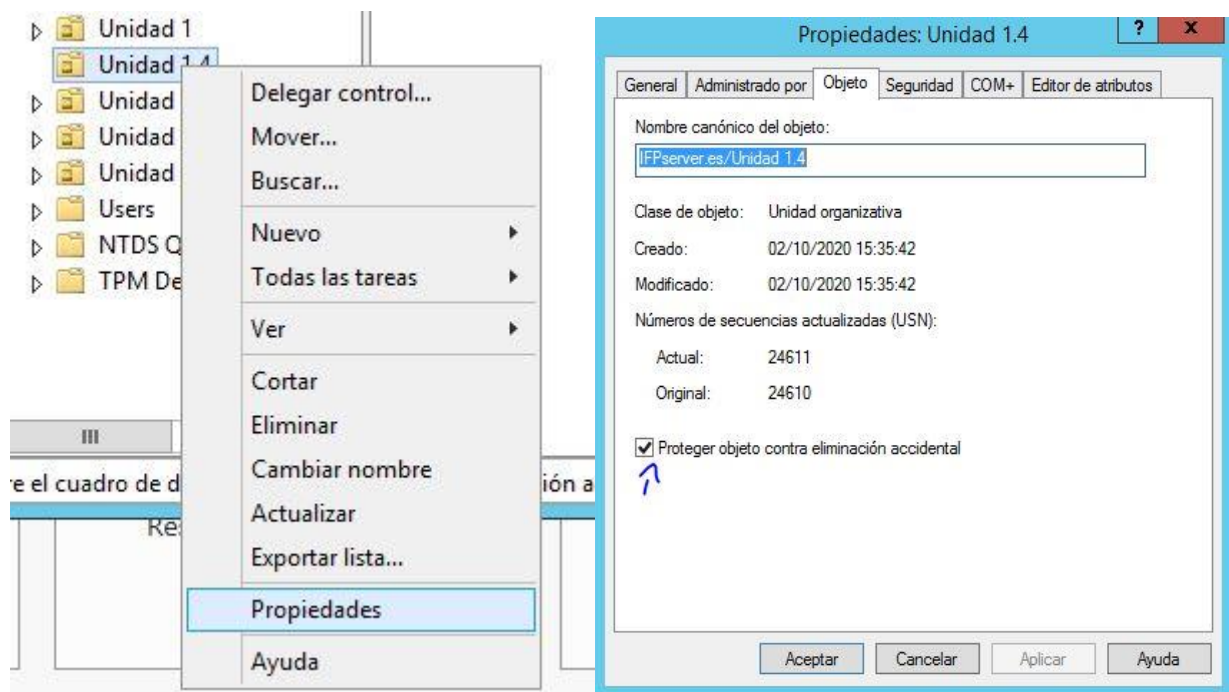 Unidad 1
Unidad 1.4
Unidad
Unidad
Unidad
Users
NTDS Q
TPM De
Delegar control...
Mover...
Buscar...
Nuevo
Todas las tareas
Ver
Cortar
Eliminar
Cambiar nombre
Actualizar
Exportar lista...
Propiedades
Ayuda
e el cuadro de d
ión a
Res
Propiedades: Unidad 1.4
? x
General Administrado por Objeto Seguridad COM+ Editor de atributos
Nombre canónico del objeto:
IFPserver.es/Unidad 1.4
Clase de objeto: Unidad organizativa
Creado: 02/10/2020 15:35:42
Modificado: 02/10/2020 15:35:42
Números de secuencias actualizadas (USN):
Actual: 24611
Original: 24610
Proteger objeto contra eliminación accidental
Aceptar Cancelar Aplicar Ayuda